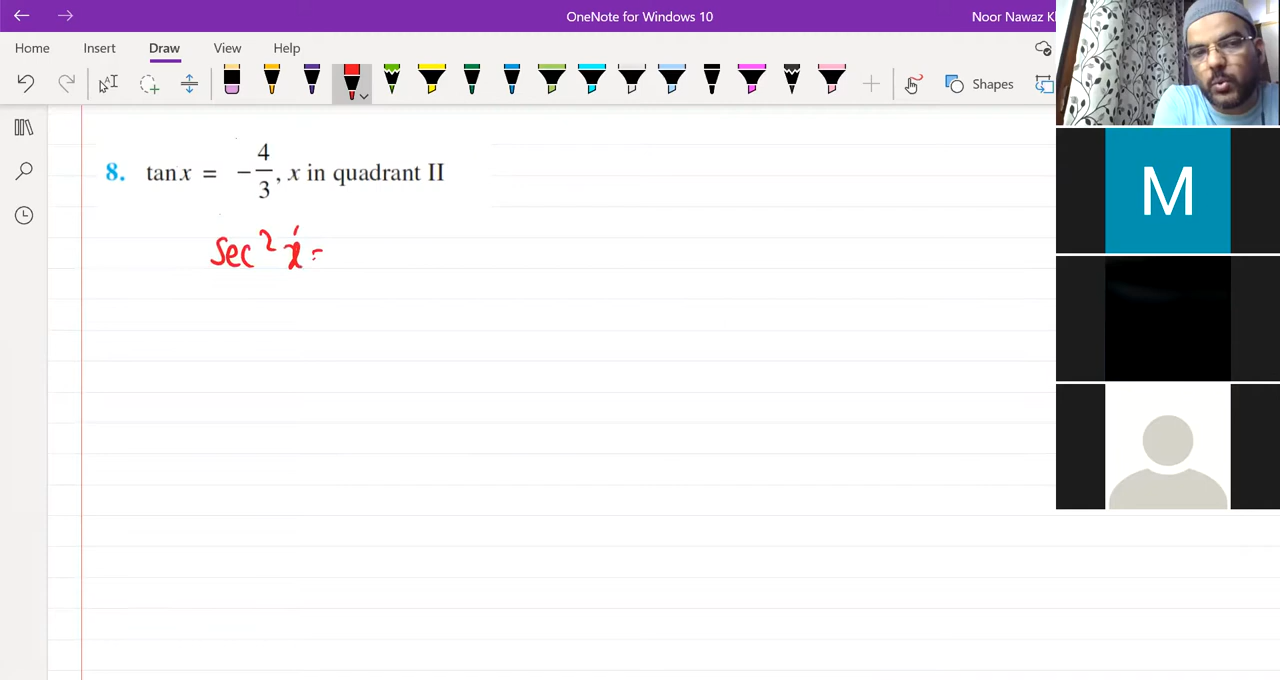 OneNote for Windows 10
Noor Nawaz Kh
Home Insert Draw View Help
Shapes
8. tan x = -4/3, x in quadrant II
sec² x =
M